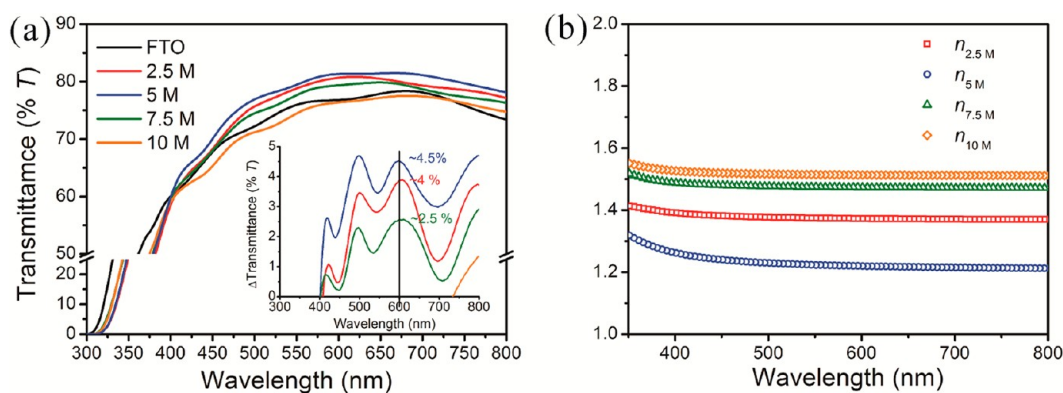 (a)
90
80
70
60
50
20
10
0
Transmittamce (% T)
FTO
2.5 M
5 M
7.5 M
10 M
5
4
3
2
1
0
ΔTransmittance (% T)
~4.5%
~4 %
~2.5 %
300 400 500 600 700 800
Wavelength (nm)
300 350 400 450 500 550 600 650 700 750 800
Wavelength (nm)
(b)
2.0
1.8
1.6
1.4
1.2
1.0
n2.5 M
n5 M
n7.5 M
n10 M
400 500 600 700 800
Wavelength (nm)